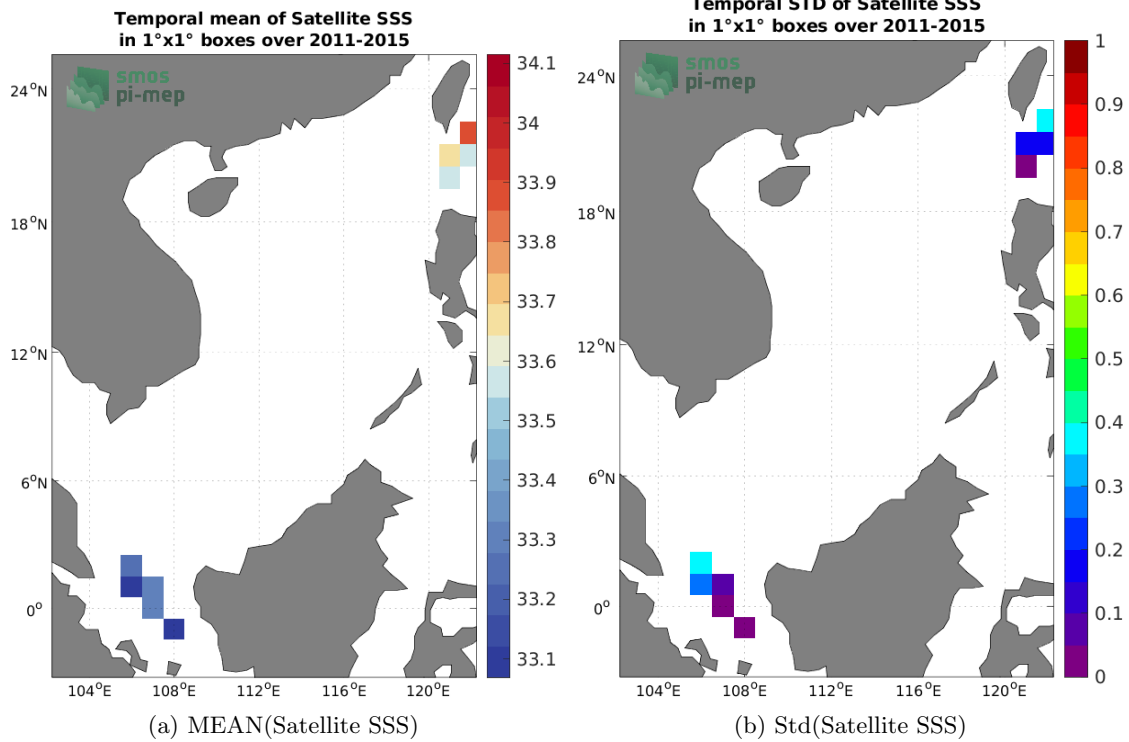 Temporal mean of Satellite SSS
in 1°x1° boxes over 2011-2015
smos
pi-mep
24°N
18°N
12°N
6°N
0°
104°E
108°E
112°E
116°E
120°E
34.1
34
33.9
33.8
33.7
33.6
33.5
33.4
33.3
33.2
33.1
(a) MEAN(Satellite SSS)
Temporal STD of Satellite SSS
in 1°x1° boxes over 2011-2015
smos
pi-mep
24°N
18°N
12°N
6°N
0°
104°E
108°E
112°E
116°E
120°E
1
0.9
0.8
0.7
0.6
0.5
0.4
0.3
0.2
0.1
0
(b) Std(Satellite SSS)